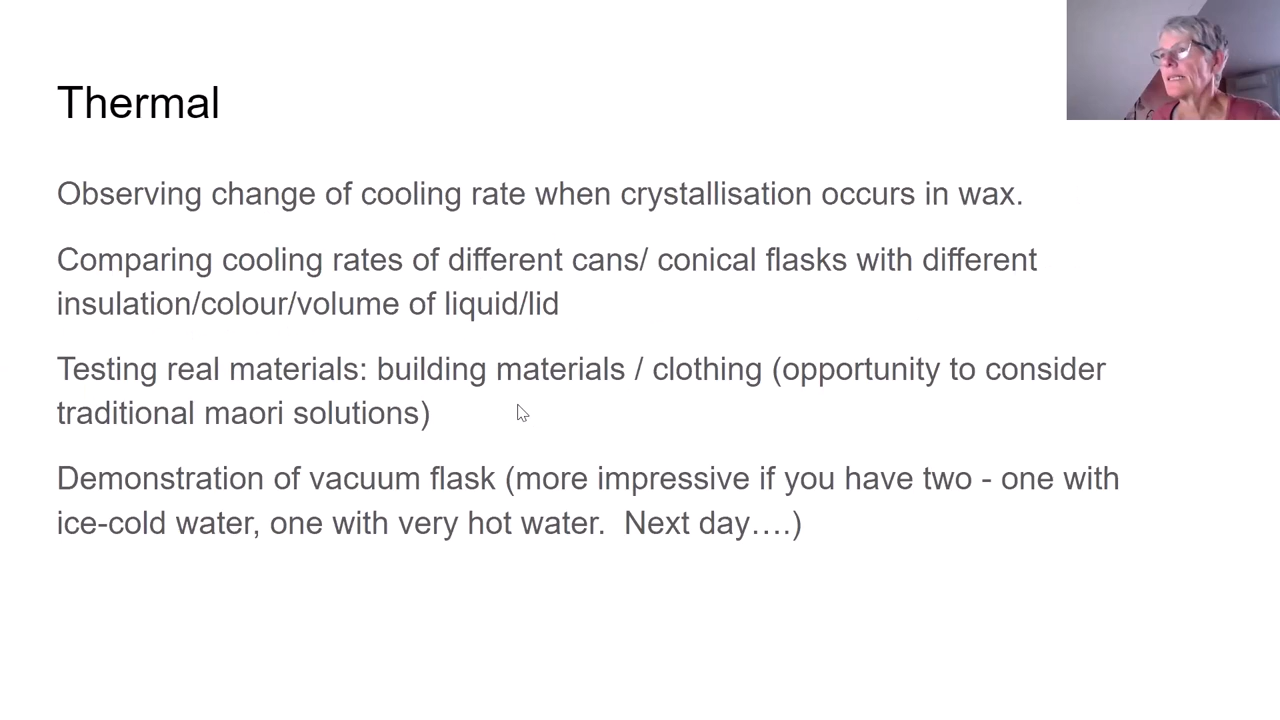 Thermal
Observing change of cooling rate when crystallisation occurs in wax.
Comparing cooling rates of different cans/ conical flasks with different
insulation/colour/volume of liquid/lid
Testing real materials: building materials / clothing (opportunity to consider
traditional maori solutions)
Demonstration of vacuum flask (more impressive if you have two - one with
ice-cold water, one with very hot water.  Next day….)